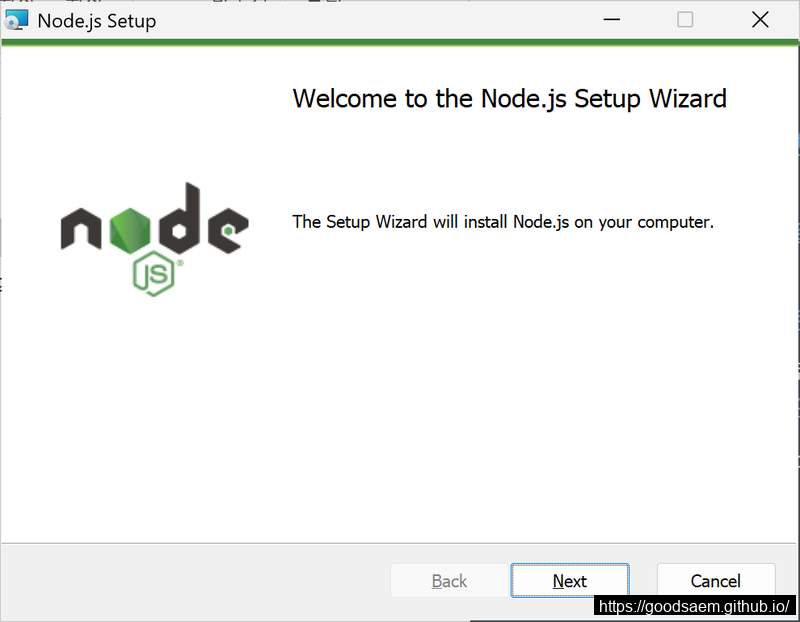 Node.js Setup
Welcome to the Node.js Setup Wizard
The Setup Wizard will install Node.js on your computer.
node
JS®
Back
Next
Cancel
https://goodsaem.github.io/